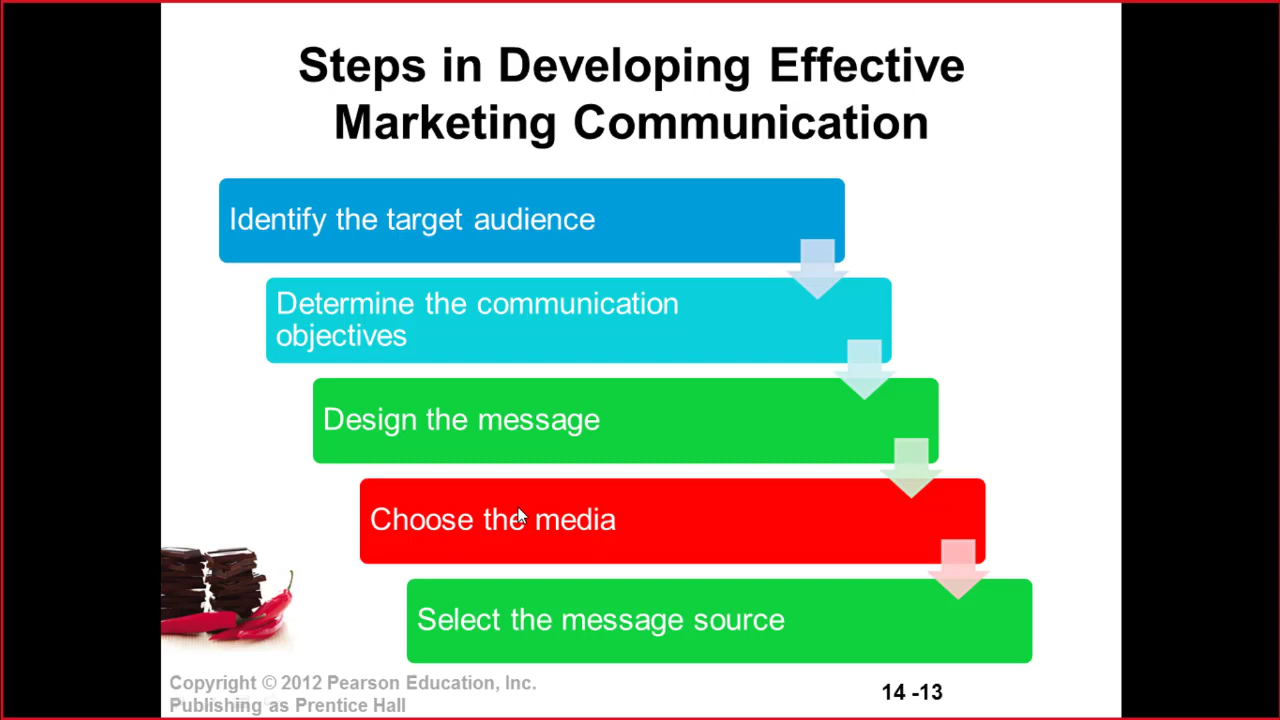 Steps in Developing Effective
Marketing Communication
Identify the target audience
Determine the communication
objectives
Design the message
Choose the media
Select the message source
Copyright © 2012 Pearson Education, Inc.
Publishing as Prentice Hall
14 -13